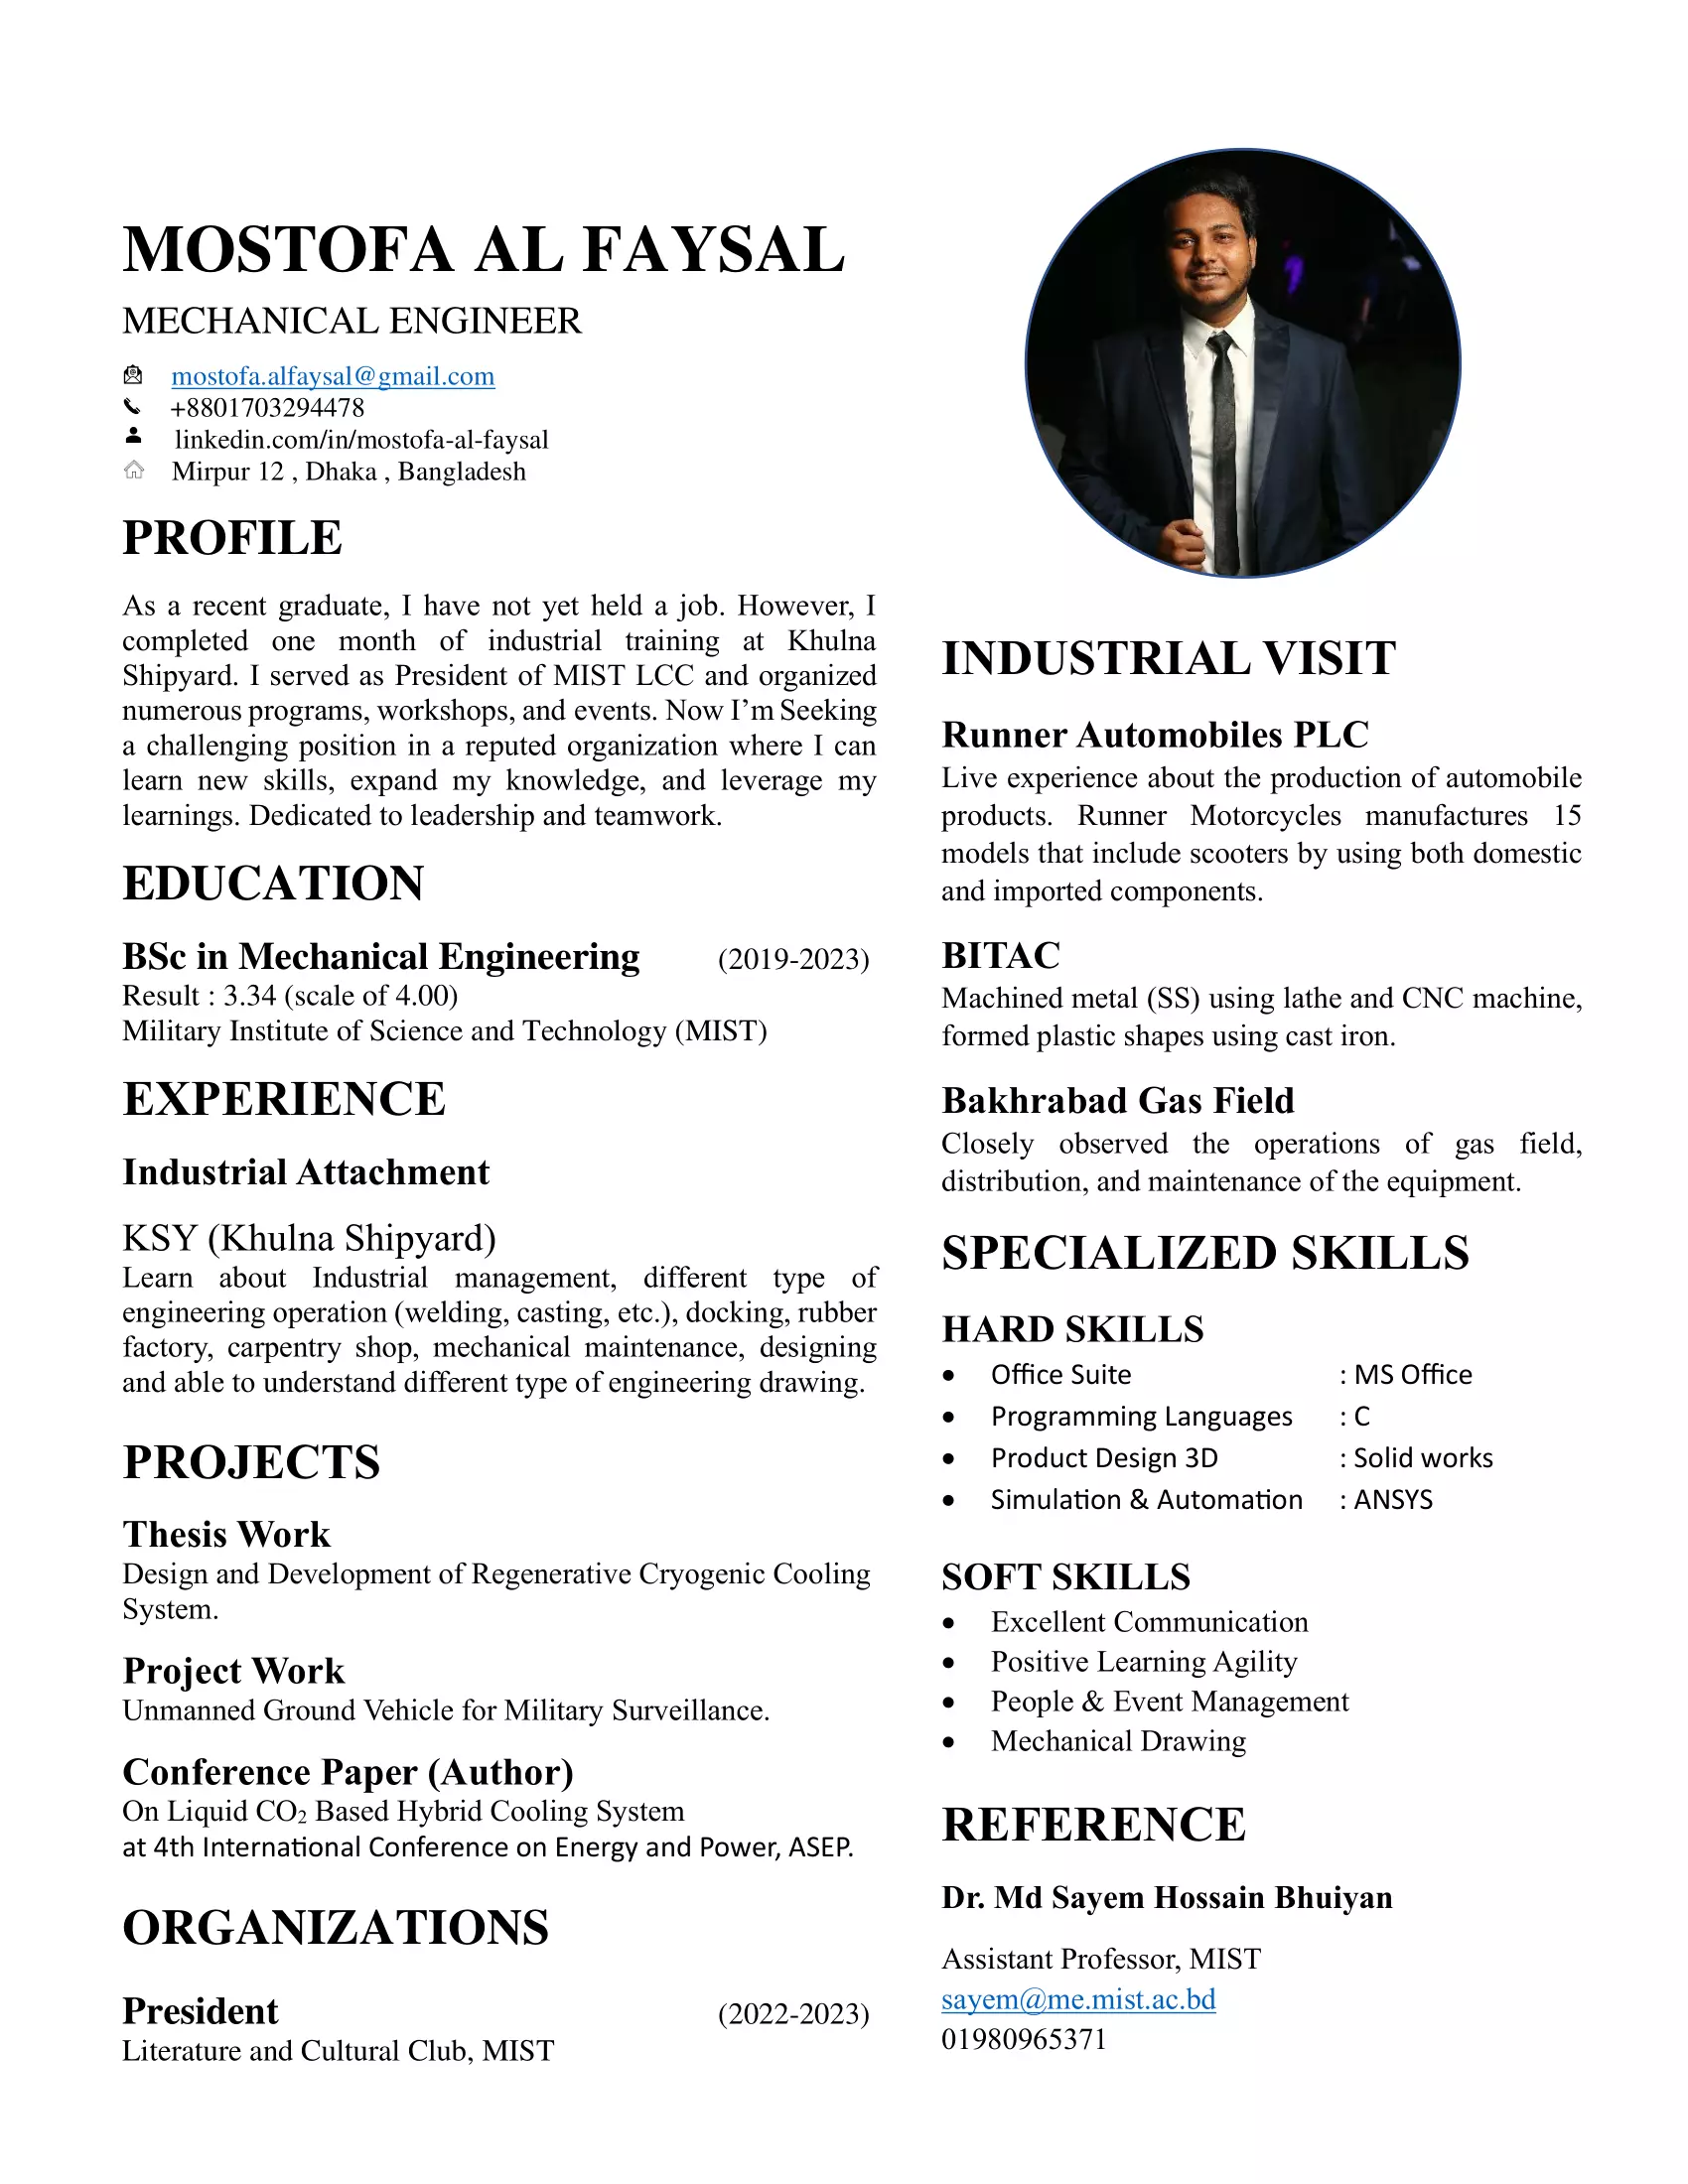 MOSTOFA AL FAYSAL
MECHANICAL ENGINEER
mostofa.alfaysal@gmail.com
+8801703294478
linkedin.com/in/mostofa-al-faysal
Mirpur 12 , Dhaka , Bangladesh
PROFILE
As a recent graduate, I have not yet held a job. However, I
completed one month of industrial training at Khulna
Shipyard. I served as President of MIST LCC and organized
numerous programs, workshops, and events. Now I’m Seeking
a challenging position in a reputed organization where I can
learn new skills, expand my knowledge, and leverage my
learnings. Dedicated to leadership and teamwork.
EDUCATION
BSc in Mechanical Engineering (2019-2023)
Result : 3.34 (scale of 4.00)
Military Institute of Science and Technology (MIST)
EXPERIENCE
Industrial Attachment
KSY (Khulna Shipyard)
Learn about Industrial management, different type of
engineering operation (welding, casting, etc.), docking, rubber
factory, carpentry shop, mechanical maintenance, designing
and able to understand different type of engineering drawing.
PROJECTS
Thesis Work
Design and Development of Regenerative Cryogenic Cooling
System.
Project Work
Unmanned Ground Vehicle for Military Surveillance.
Conference Paper (Author)
On Liquid CO₂ Based Hybrid Cooling System
at 4th International Conference on Energy and Power, ASEP.
ORGANIZATIONS
President (2022-2023)
Literature and Cultural Club, MIST
INDUSTRIAL VISIT
Runner Automobiles PLC
Live experience about the production of automobile
products. Runner Motorcycles manufactures 15
models that include scooters by using both domestic
and imported components.
BITAC
Machined metal (SS) using lathe and CNC machine,
formed plastic shapes using cast iron.
Bakhrabad Gas Field
Closely observed the operations of gas field,
distribution, and maintenance of the equipment.
SPECIALIZED SKILLS
HARD SKILLS
• Office Suite : MS Office
• Programming Languages : C
• Product Design 3D : Solid works
• Simulation & Automation : ANSYS
SOFT SKILLS
• Excellent Communication
• Positive Learning Agility
• People & Event Management
• Mechanical Drawing
REFERENCE
Dr. Md Sayem Hossain Bhuiyan
Assistant Professor, MIST
sayem@me.mist.ac.bd
01980965371